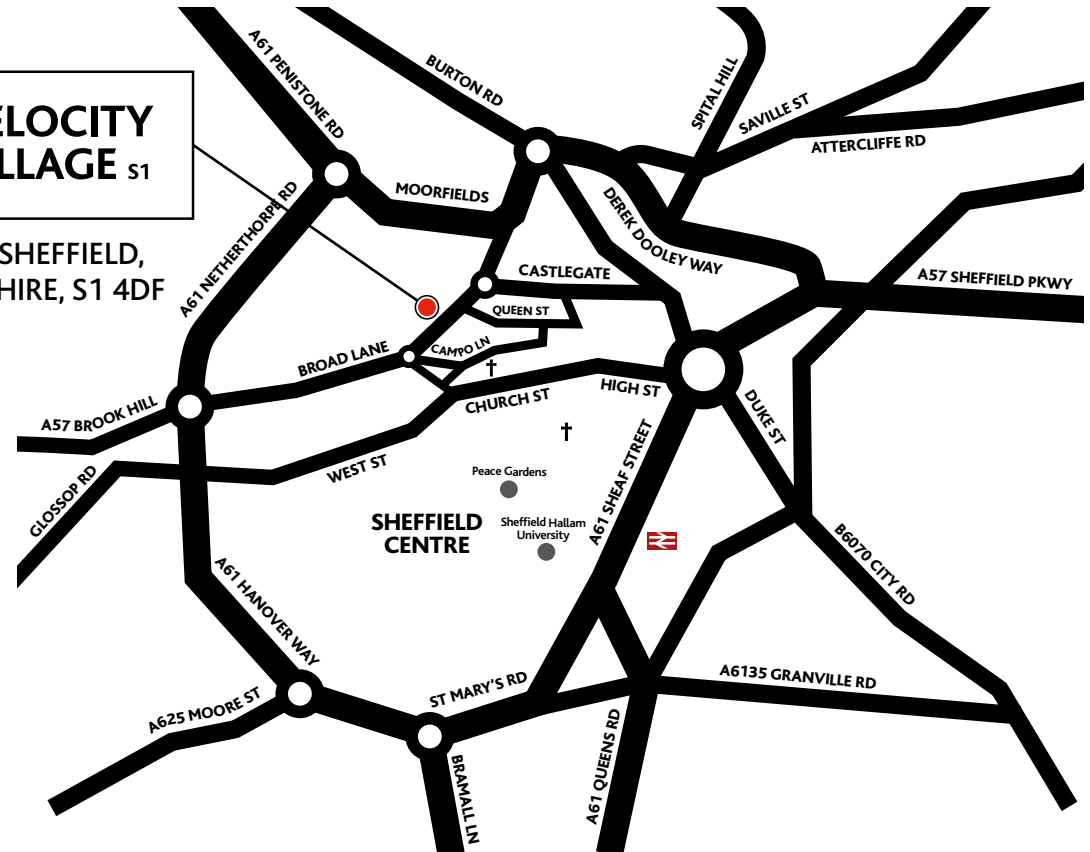 ELOCITY
LLAGE S1
SHEFFIELD,
HIRE, S1 4DF
A61 PENISTONE RD
BURTON RD
SPITAL HILL
SAVILLE ST
ATTERCLIFFE RD
MOORFIELDS
A61 NETHERTHORPE RD
DEREK DOOLEY WAY
CASTLEGATE
A57 SHEFFIELD PKWY
QUEEN ST
CAMPO LN
BROAD LANE
HIGH ST
CHURCH ST
DUKE ST
A57 BROOK HILL
WEST ST
GLOSSOP RD
A61 SHEAF STREET
Peace Gardens
SHEFFIELD
CENTRE
Sheffield Hallam
University
B6070 CITY RD
A61 HANOVER WAY
A6135 GRANVILLE RD
ST MARY'S RD
A625 MOORE ST
A61 QUEENS RD
BRAMALL LN